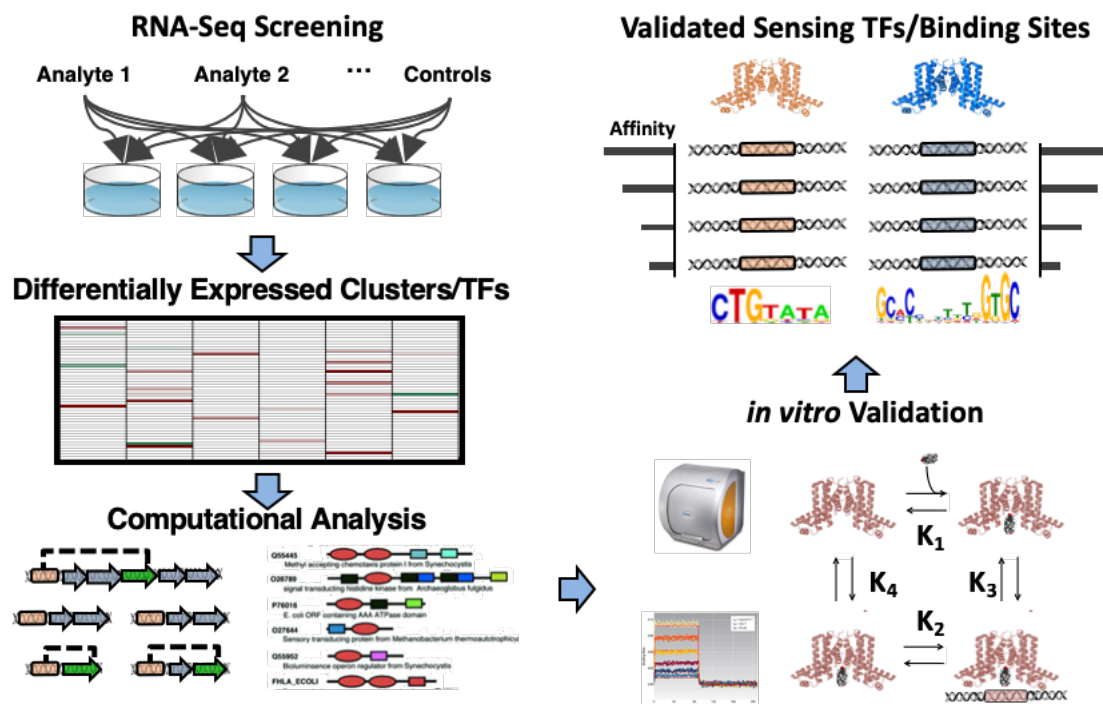 RNA-Seq Screening
Analyte 1
Analyte 2
...
Controls
Differentially Expressed Clusters/TFs
Computational Analysis
Q55445
Methyl accepting chemotaxis protein I from Synechocystis
O28789
signal transducting histidine kinase from Archaeoglobus fulgidus
P76016
E. coli ORF containing AAA ATPase domain
O27644
Sensory transducing protein from Methanobacterium thermoautotrophicu
Q55952
Bioluminsence operon regulator from Synechocystis
FHLA_ECOLI
Validated Sensing TFs/Binding Sites
Affinity
CTGTATA
GCACTTTGTGC
in vitro Validation
K1
K4
K3
K2